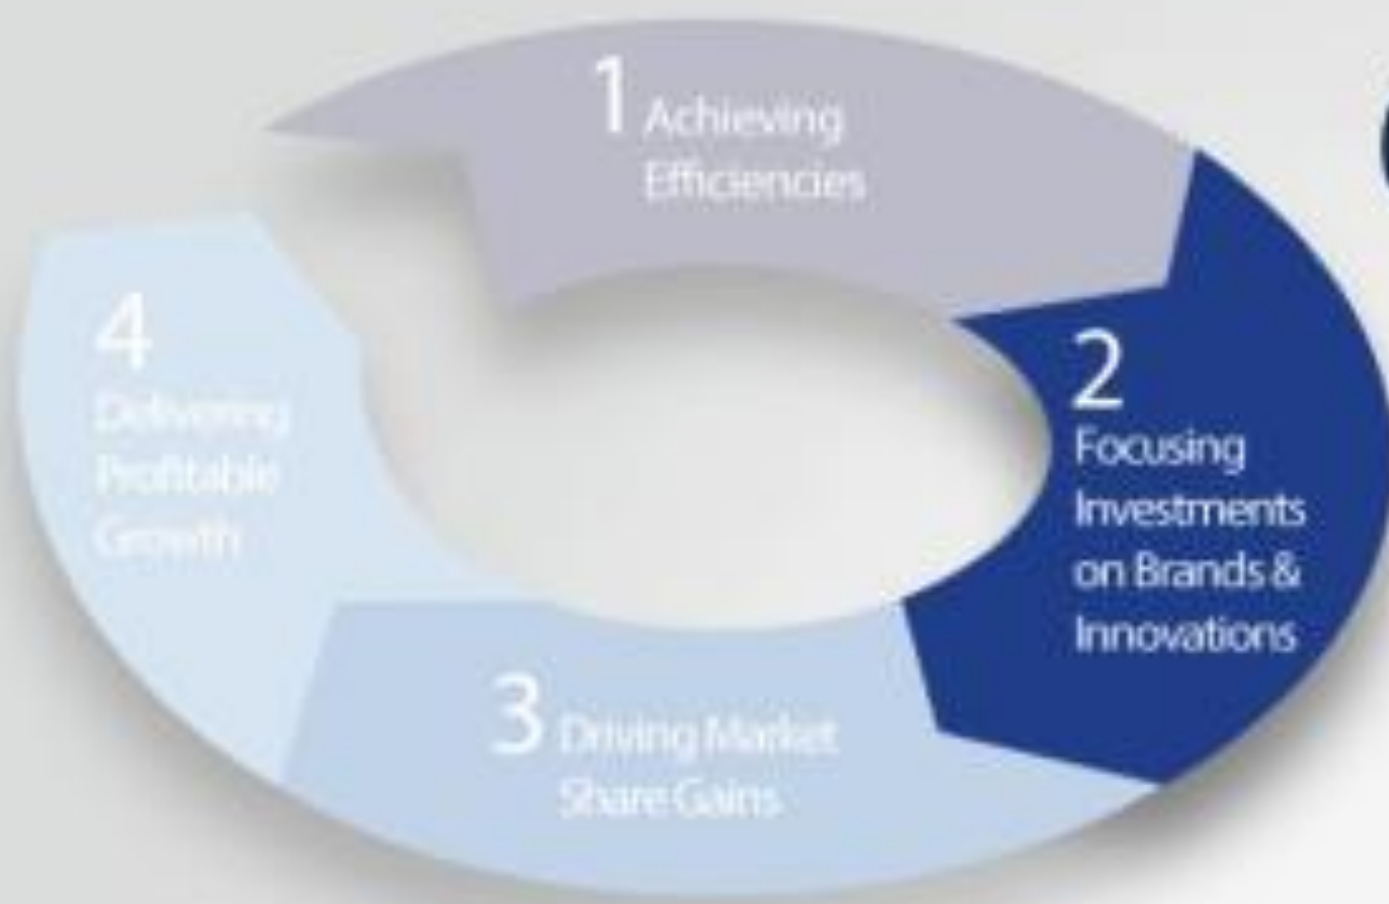 1 Achieving
Efficiencies
2
Focusing
Investments
on Brands &
Innovations
3 Driving Market
Share Gains
4
Delivering
Profitable
Growth